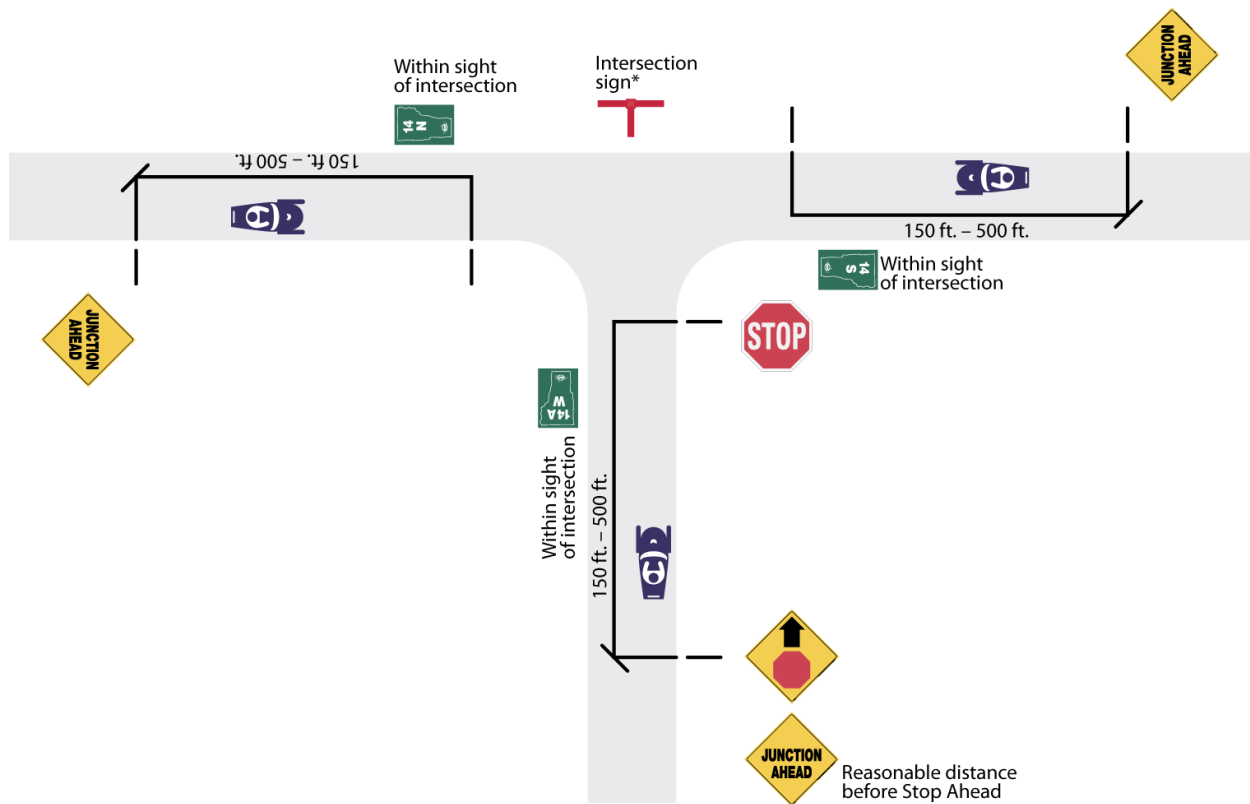 Within sight
of intersection
Intersection
sign*
JUNCTION
AHEAD
14
N
150 ft. – 500 ft.
150 ft. – 500 ft.
14
S
Within sight
of intersection
JUNCTION
AHEAD
STOP
14A
W
Within sight
of intersection
150 ft. – 500 ft.
JUNCTION
AHEAD
Reasonable distance
before Stop Ahead